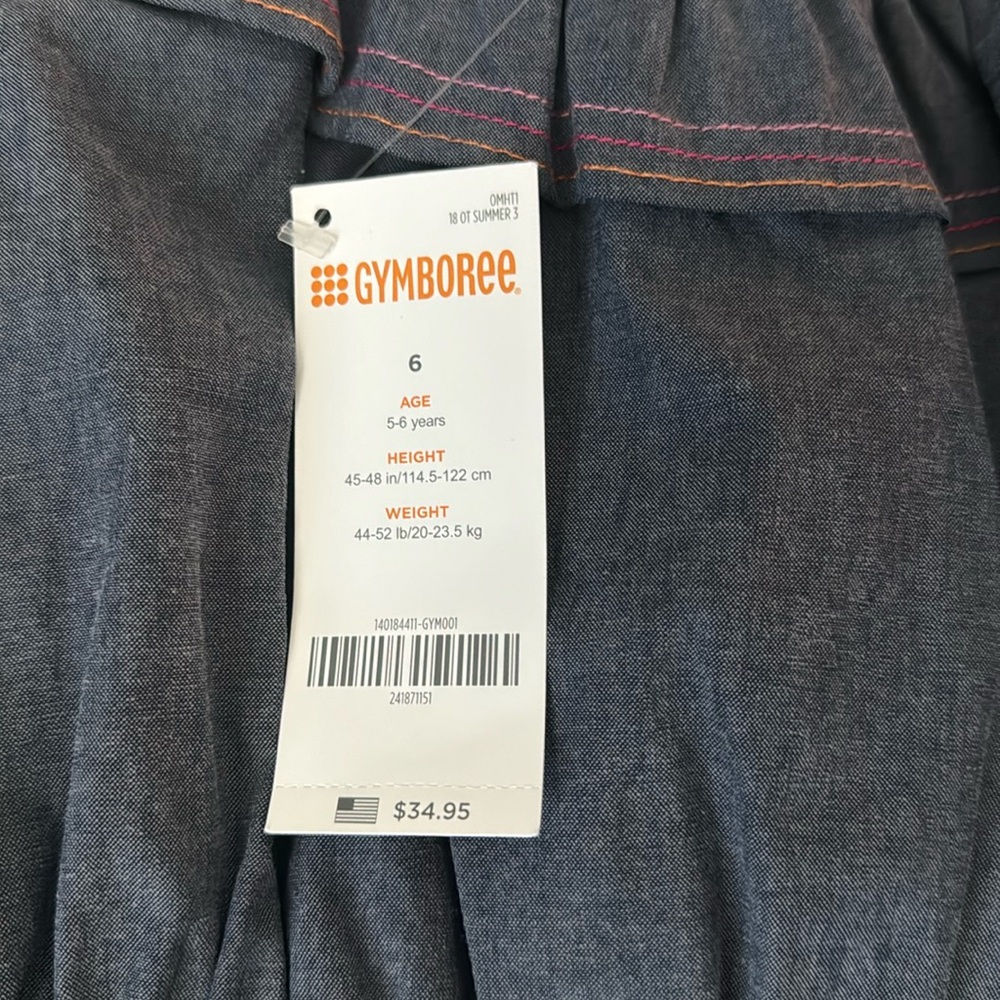 OMHT1
18 OT SUMMER 3
GYMBOREE®
6
AGE
5-6 years
HEIGHT
45-48 in/114.5-122 cm
WEIGHT
44-52 lb/20-23.5 kg
140184411-GYM001
241871151
$34.95